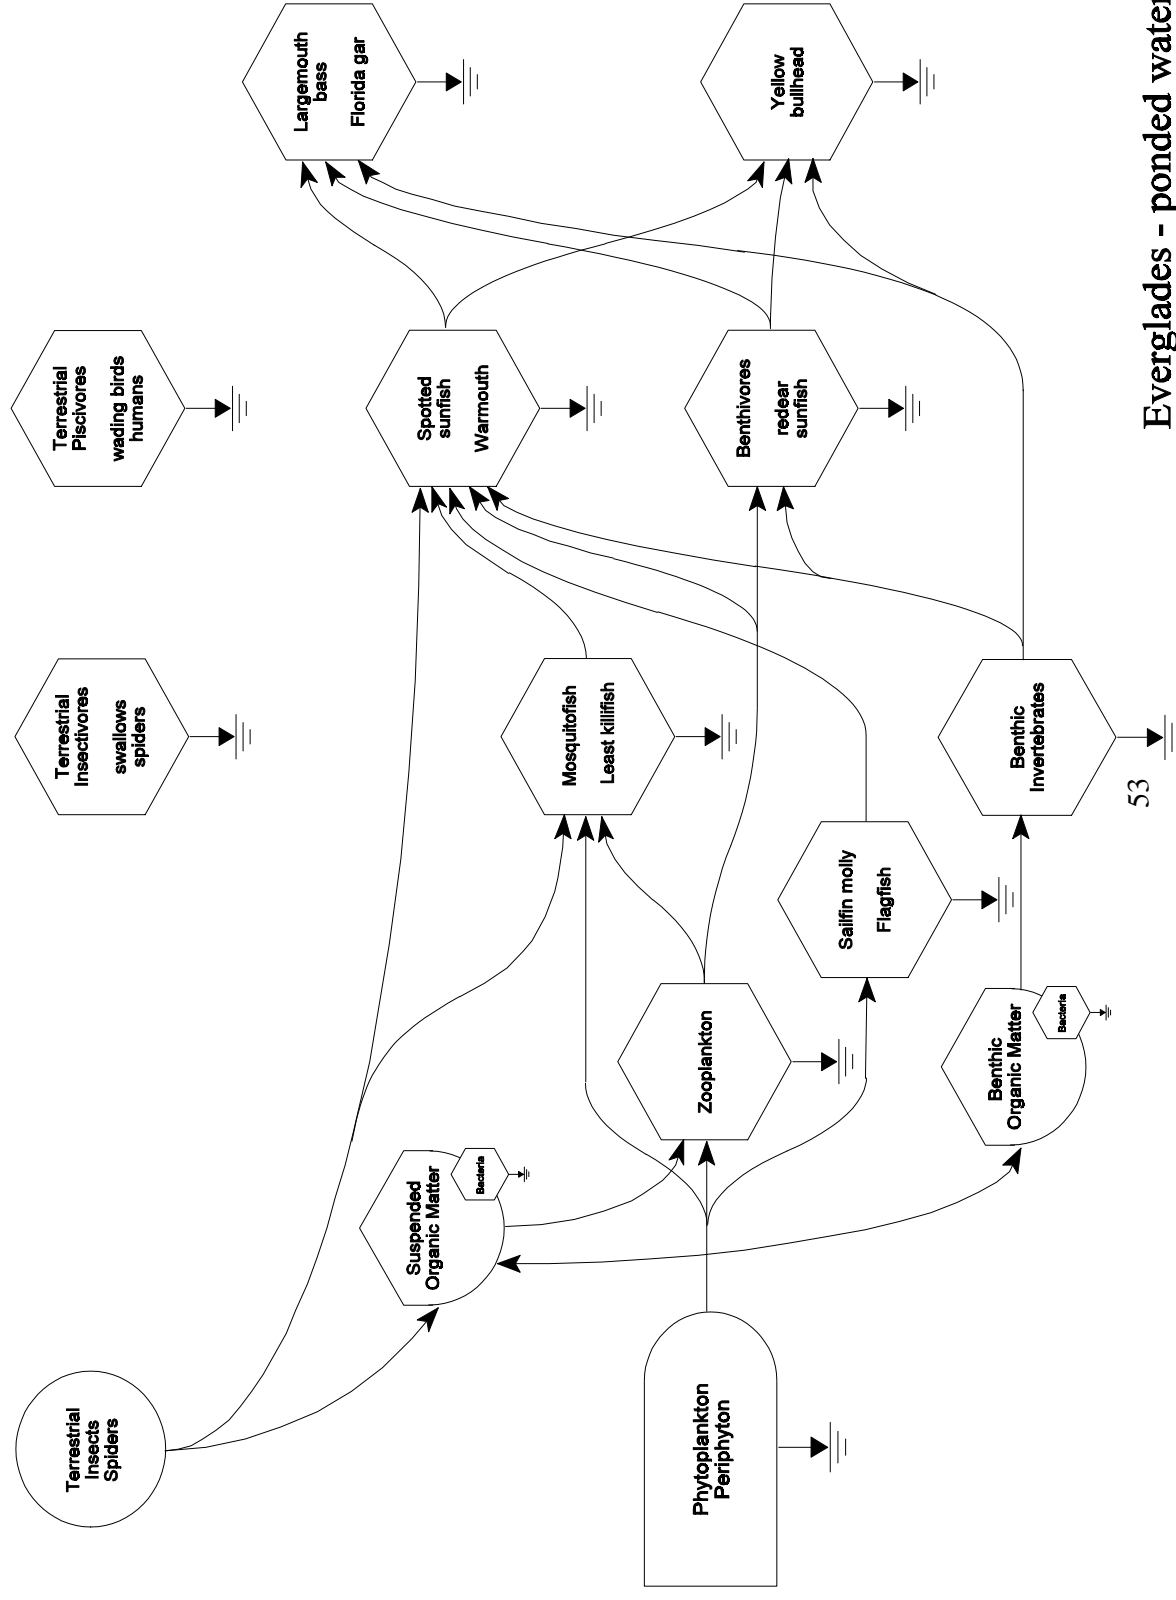 Terrestrial
Insects
Spiders
Terrestrial
Insectivores
swallows
spiders
Terrestrial
Piscivores
wading birds
humans
Largemouth
bass
Florida gar
Suspended
Organic Matter
Bacteria
Spotted
sunfish
Warmouth
Mosquitofish
Least killifish
Phytoplankton
Periphyton
Zooplankton
Benthivores
redear
sunfish
Yellow
bullhead
Sailfin molly
Flagfish
Benthic
Organic Matter
Bacteria
Benthic
Invertebrates
53
Everglades - ponded water